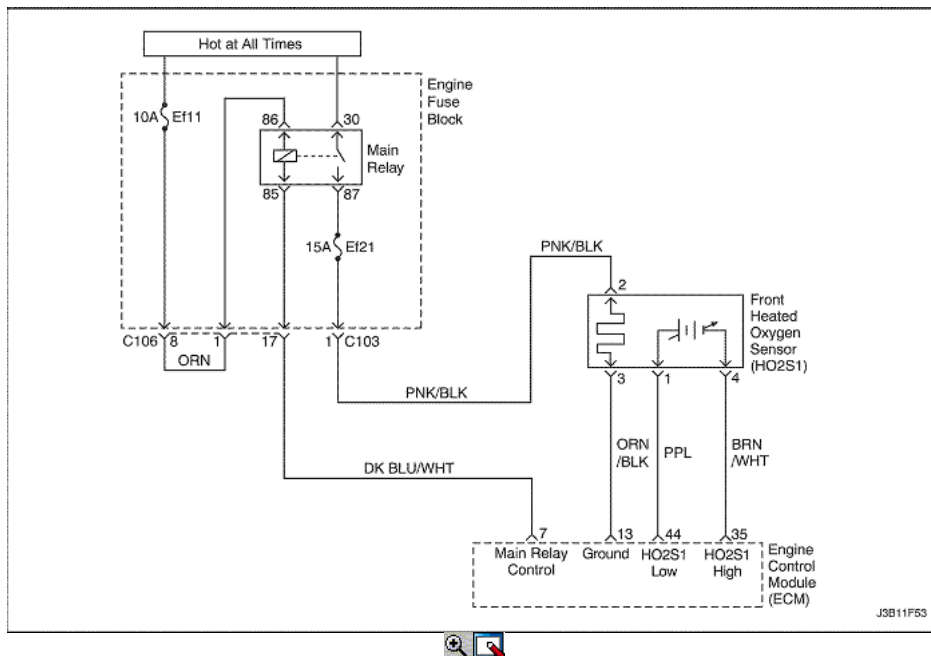 Hot at All Times
Engine
Fuse
Block
10A Ef11
86 30
Main
Relay
85 87
15A Ef21
C106 8 1 17 1 C103
ORN
PNK/BLK
PNK/BLK
2
Front
Heated
Oxygen
Sensor
(HO2S1)
3 1 4
ORN
/BLK
PPL
BRN
/WHT
DK BLU/WHT
7 13 44 35
Main Relay
Control
Ground
HO2S1
Low
HO2S1
High
Engine
Control
Module
(ECM)
J3B11F53